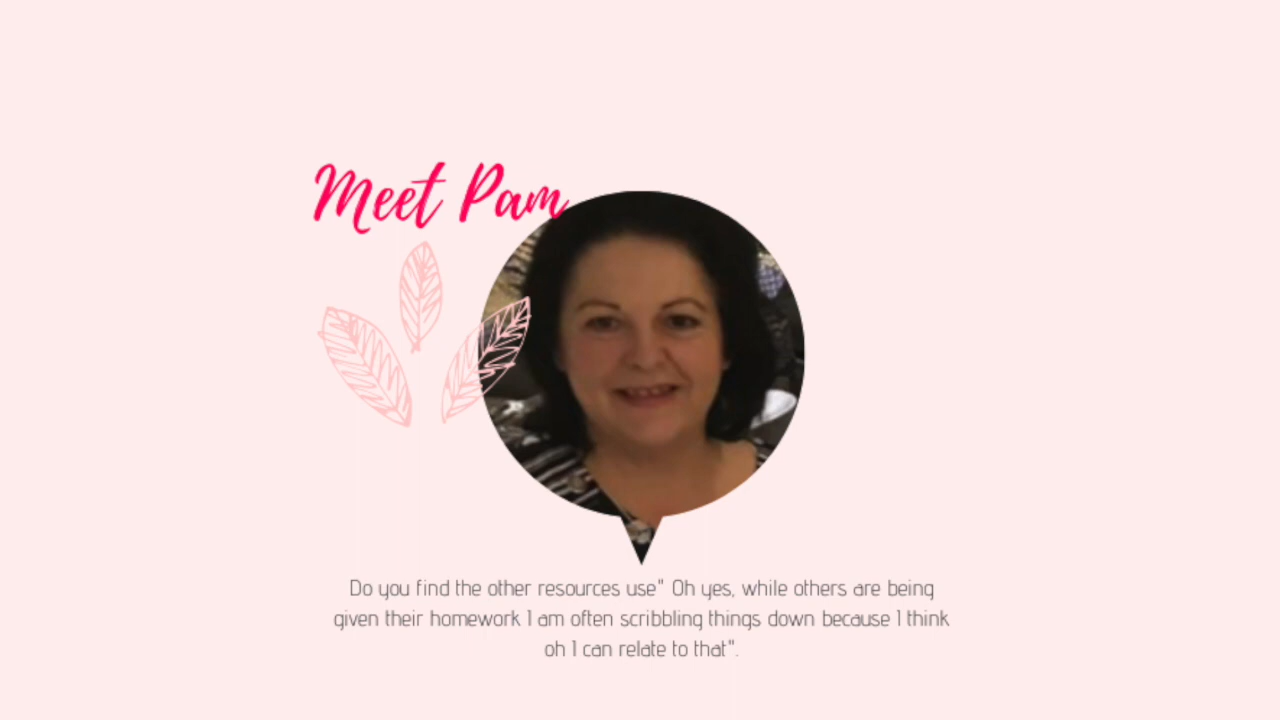 Meet Pam
Do you find the other resources use" Oh yes, while others are being
given their homework I am often scribbling things down because I think
oh I can relate to that".